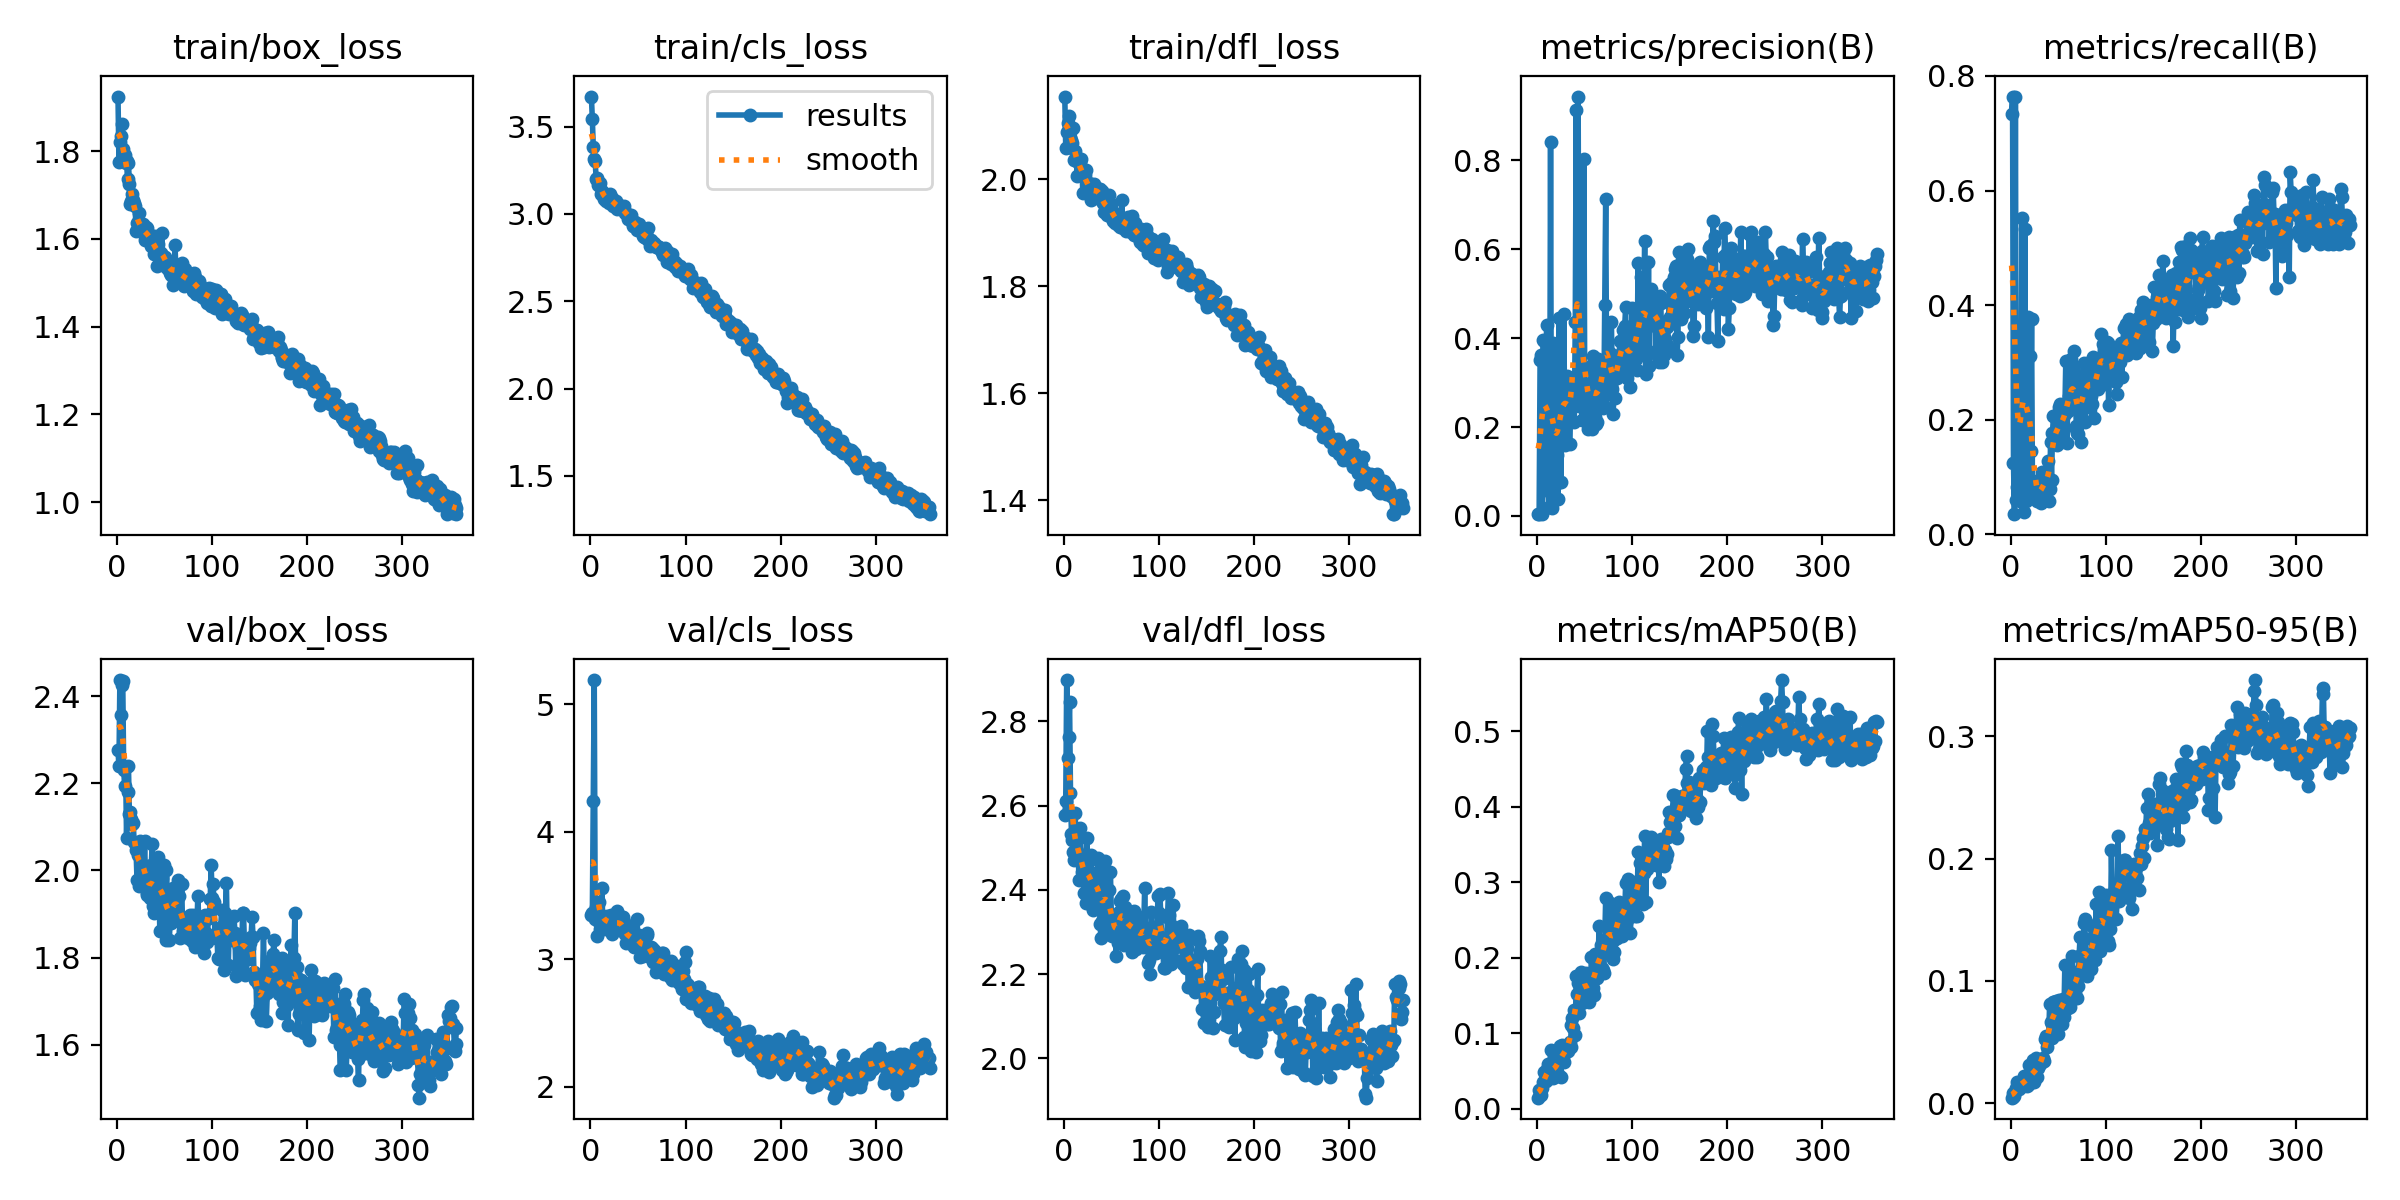 train/box_loss
train/cls_loss
train/dfl_loss
metrics/precision(B)
metrics/recall(B)
1.8
1.6
1.4
1.2
1.0
0 100 200 300
results
smooth
3.5
3.0
2.5
2.0
1.5
0 100 200 300
2.0
1.8
1.6
1.4
0 100 200 300
0.8
0.6
0.4
0.2
0.0
0 100 200 300
0.8
0.6
0.4
0.2
0.0
0 100 200 300
val/box_loss
val/cls_loss
val/dfl_loss
metrics/mAP50(B)
metrics/mAP50-95(B)
2.4
2.2
2.0
1.8
1.6
0 100 200 300
5
4
3
2
0 100 200 300
2.8
2.6
2.4
2.2
2.0
0 100 200 300
0.5
0.4
0.3
0.2
0.1
0.0
0 100 200 300
0.3
0.2
0.1
0.0
0 100 200 300